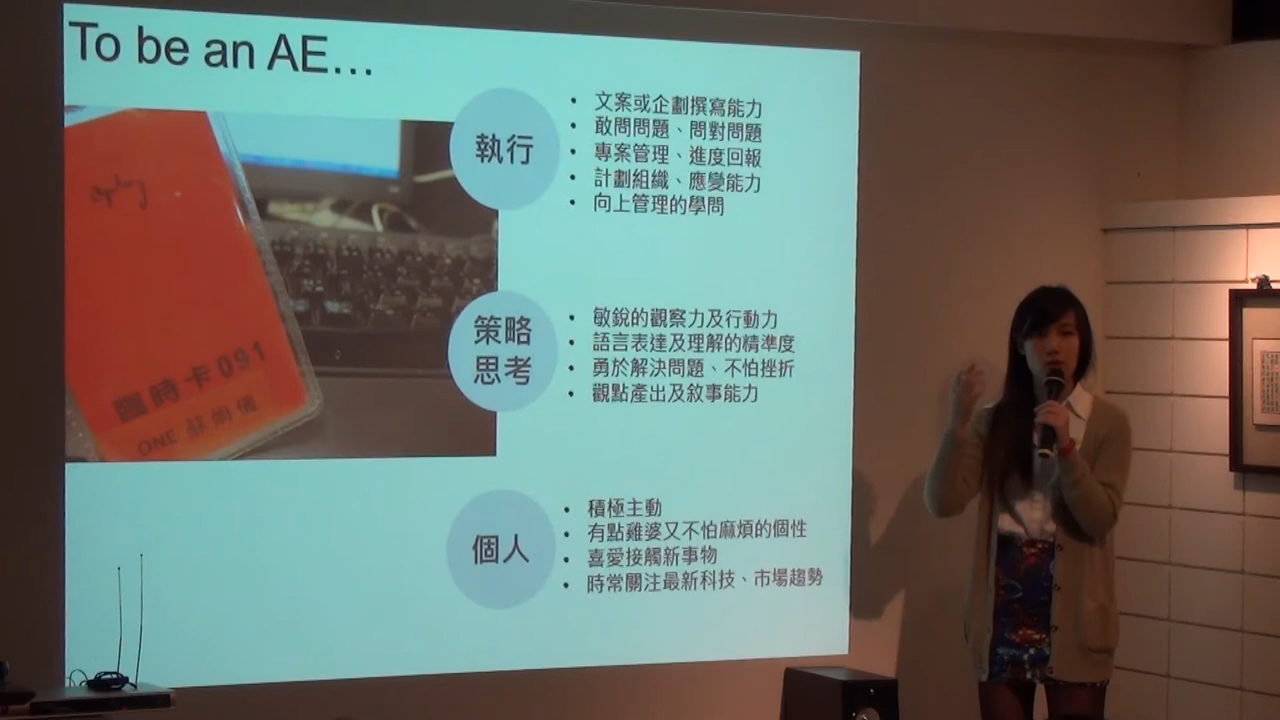 To be an AE…
執行
• 文案或企劃撰寫能力
• 敢問問題、問對問題
• 專案管理、進度回報
• 計劃組織、應變能力
• 向上管理的學問
策略
思考
• 敏銳的觀察力及行動力
• 語言表達及理解的精準度
• 勇於解決問題、不怕挫折
• 觀點產出及敘事能力
個人
• 積極主動
• 有點雞婆又不怕麻煩的個性
• 喜愛接觸新事物
• 時常關注最新科技、市場趨勢
臨時卡091
ONE